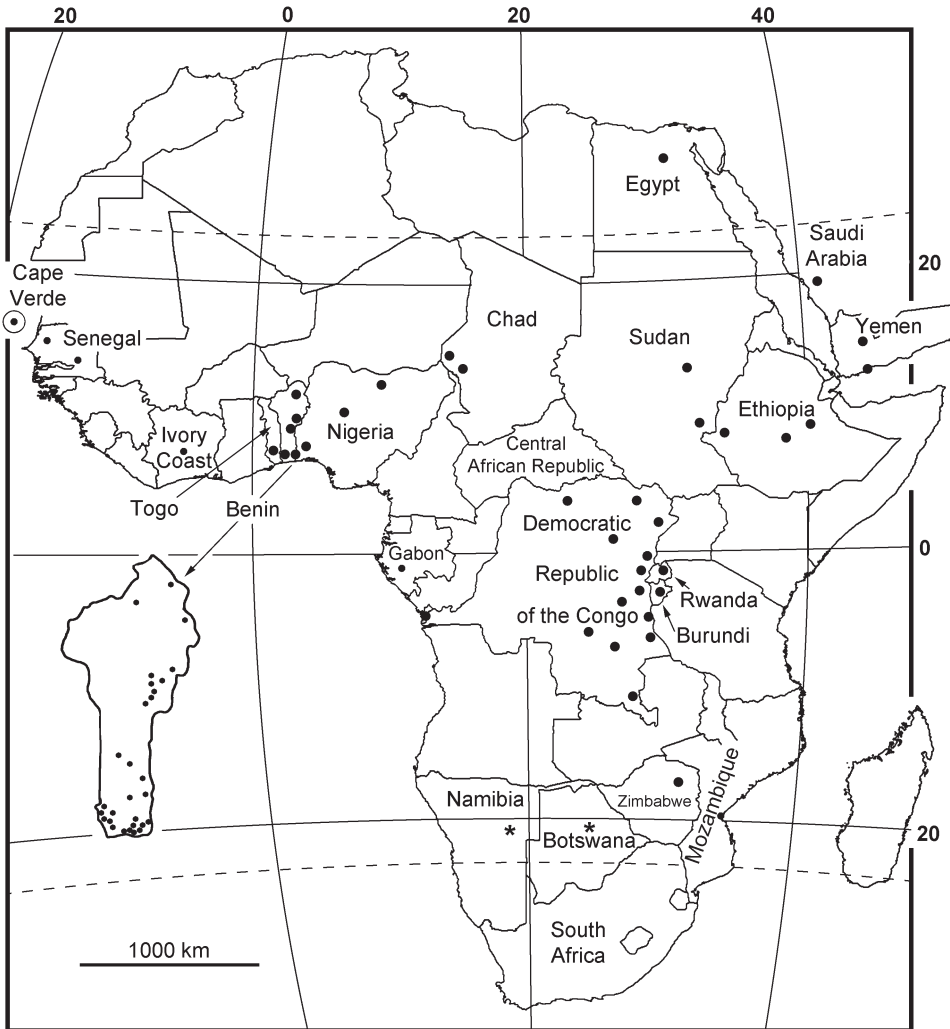 20 0 20 40
Egypt
Saudi
Arabia
20
Cape
Verde
Chad
Senegal
Sudan
Yemen
Ethiopia
Nigeria
Ivory
Coast
Central
African Republic
Togo
Benin
Democratic
0
Gabon
Republic
of the Congo
Rwanda
Burundi
Mozambique
Namibia
*
Zimbabwe
*
Botswana
20
South
Africa
1000 km